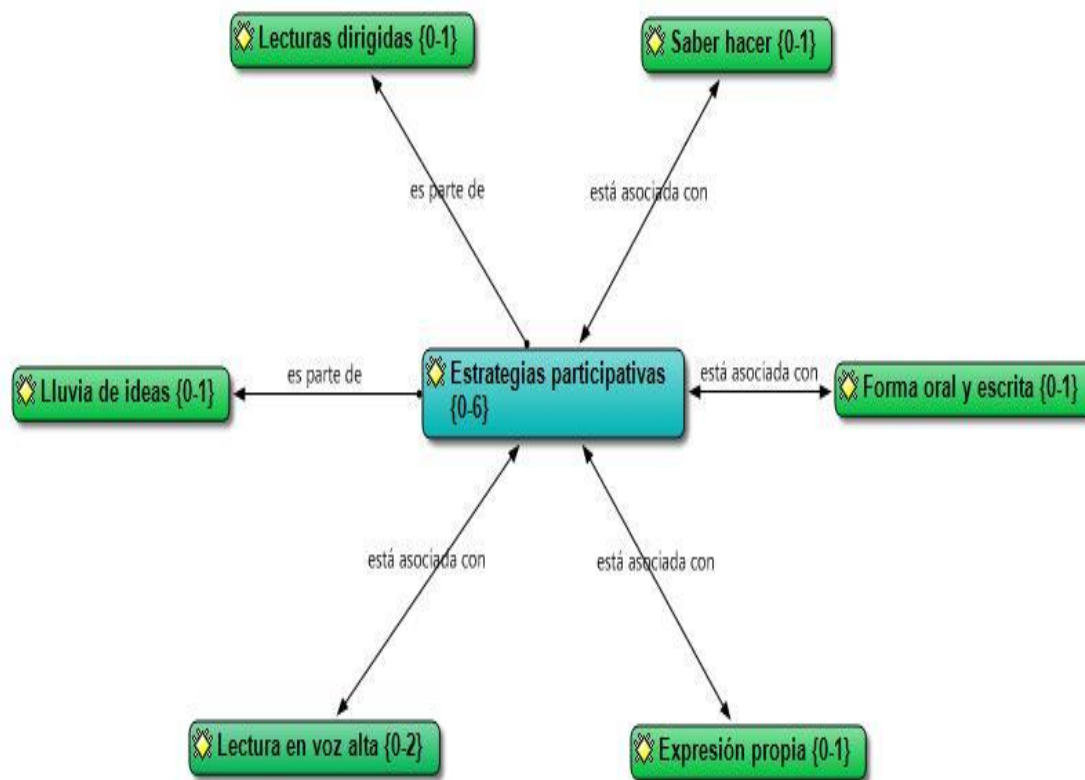 Lecturas dirigidas {0-1}
Saber hacer {0-1}
es parte de
está asociada con
Lluvia de ideas {0-1}
es parte de
Estrategias participativas
{0-6}
está asociada con
Forma oral y escrita {0-1}
está asociada con
está asociada con
Lectura en voz alta {0-2}
Expresión propia {0-1}